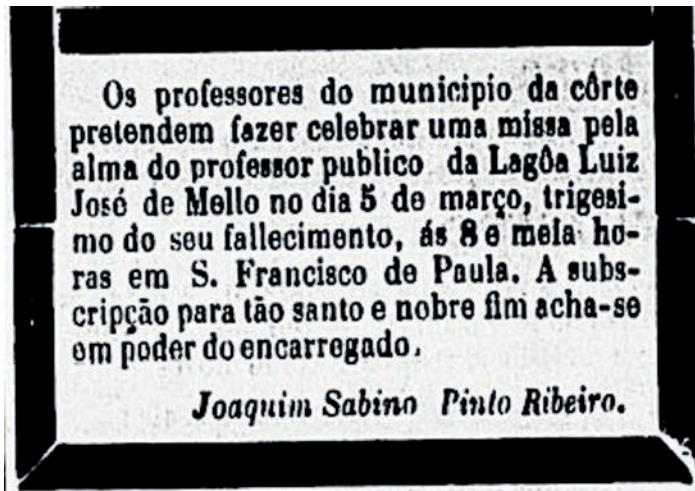 Os professores do municipio da côrte
pretendem fazer celebrar uma missa pela
alma do professor publico da Lagôa Luiz
José de Mello no dia 5 de março, trigesi-
mo do seu fallecimento, ás 8 e meia ho-
ras em S. Francisco de Paula. A subs-
cripção para tão santo e nobre fim acha-se
em poder do encarregado.
Joaquim Sabino Pinto Ribeiro.